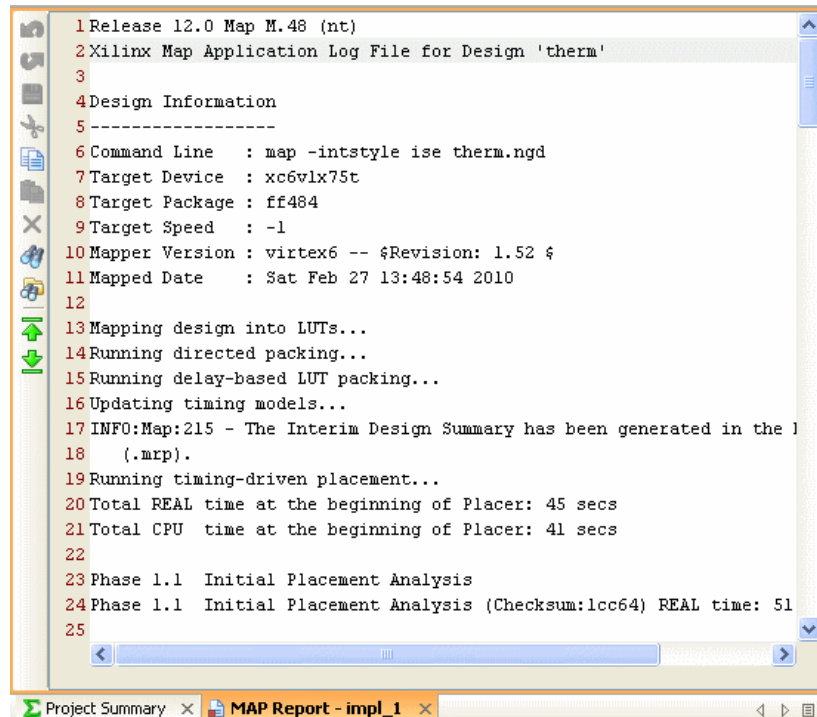 1 Release 12.0 Map M.48 (nt)
2 Xilinx Map Application Log File for Design 'therm'
3
4 Design Information
5 ------------------
6 Command Line   : map -intstyle ise therm.ngd
7 Target Device  : xc6vlx75t
8 Target Package : ff484
9 Target Speed   : -1
10 Mapper Version : virtex6 -- $Revision: 1.52 $
11 Mapped Date    : Sat Feb 27 13:48:54 2010
12
13 Mapping design into LUTs...
14 Running directed packing...
15 Running delay-based LUT packing...
16 Updating timing models...
17 INFO:Map:215 - The Interim Design Summary has been generated in the
18    (.mrp).
19 Running timing-driven placement...
20 Total REAL time at the beginning of Placer: 45 secs
21 Total CPU  time at the beginning of Placer: 41 secs
22
23 Phase 1.1  Initial Placement Analysis
24 Phase 1.1  Initial Placement Analysis (Checksum:1cc64) REAL time: 51
25
Project Summary MAP Report - impl_1